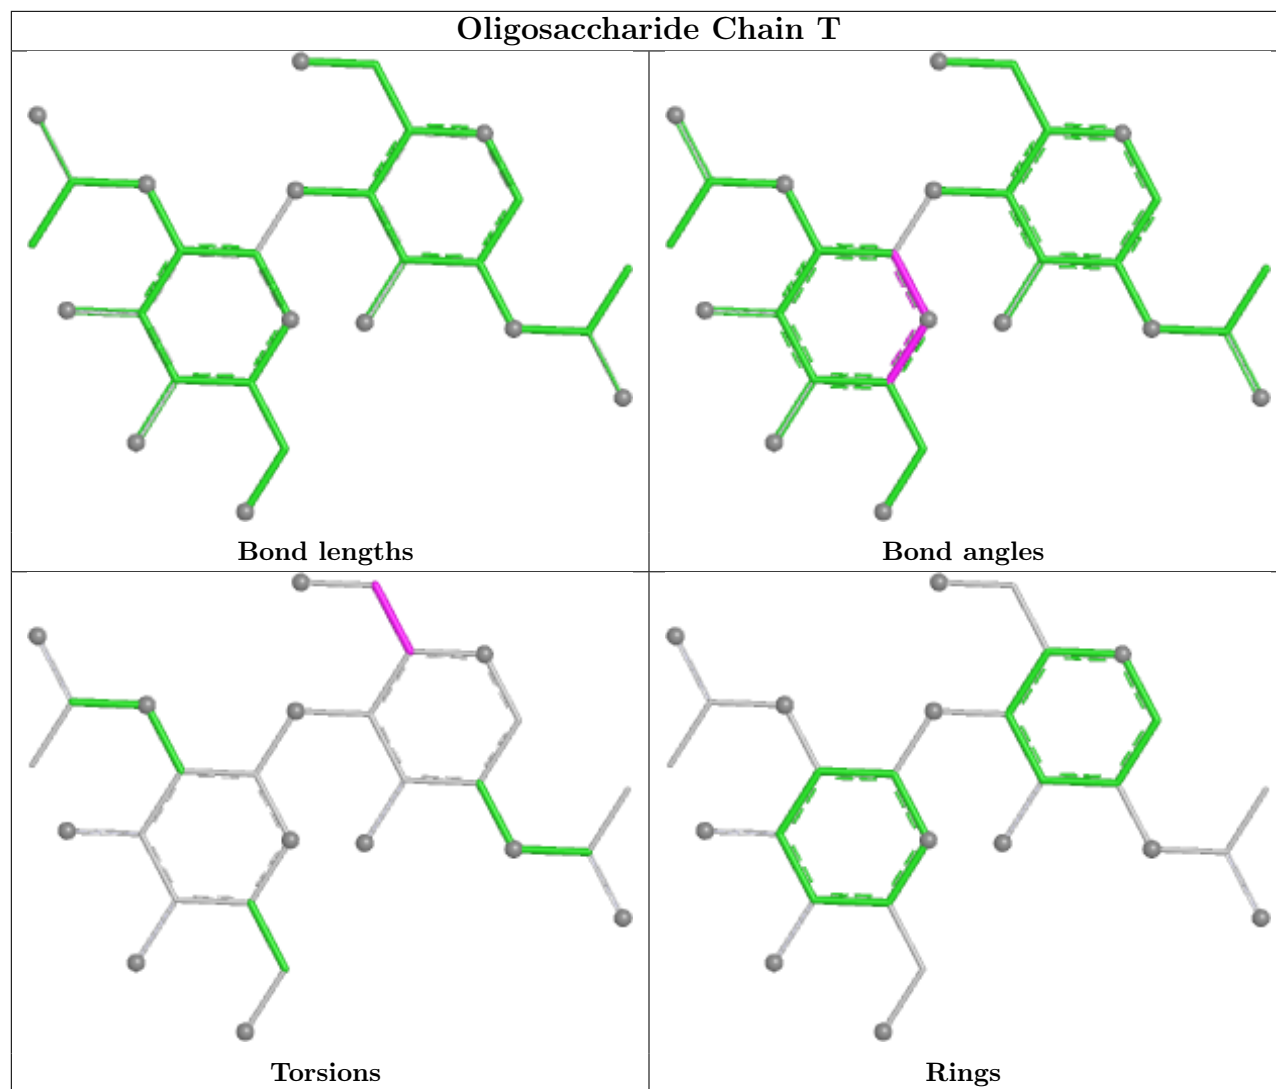 Oligosaccharide Chain T
Bond lengths
Bond angles
Torsions
Rings